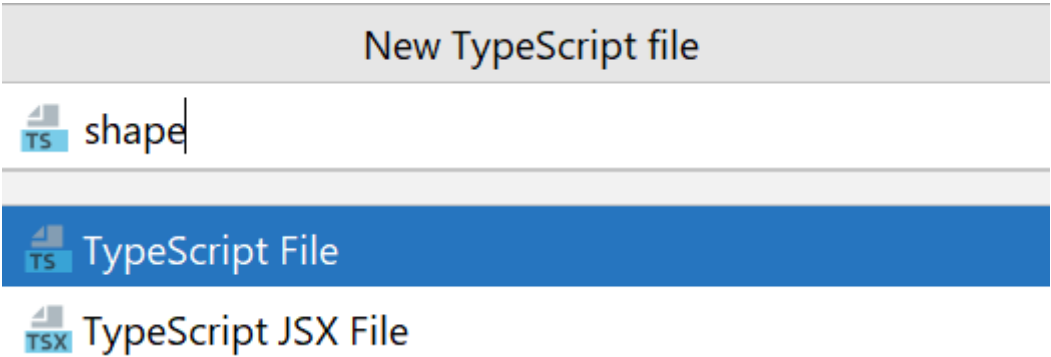 New TypeScript file
TS shape
TS TypeScript File
TSX TypeScript JSX File